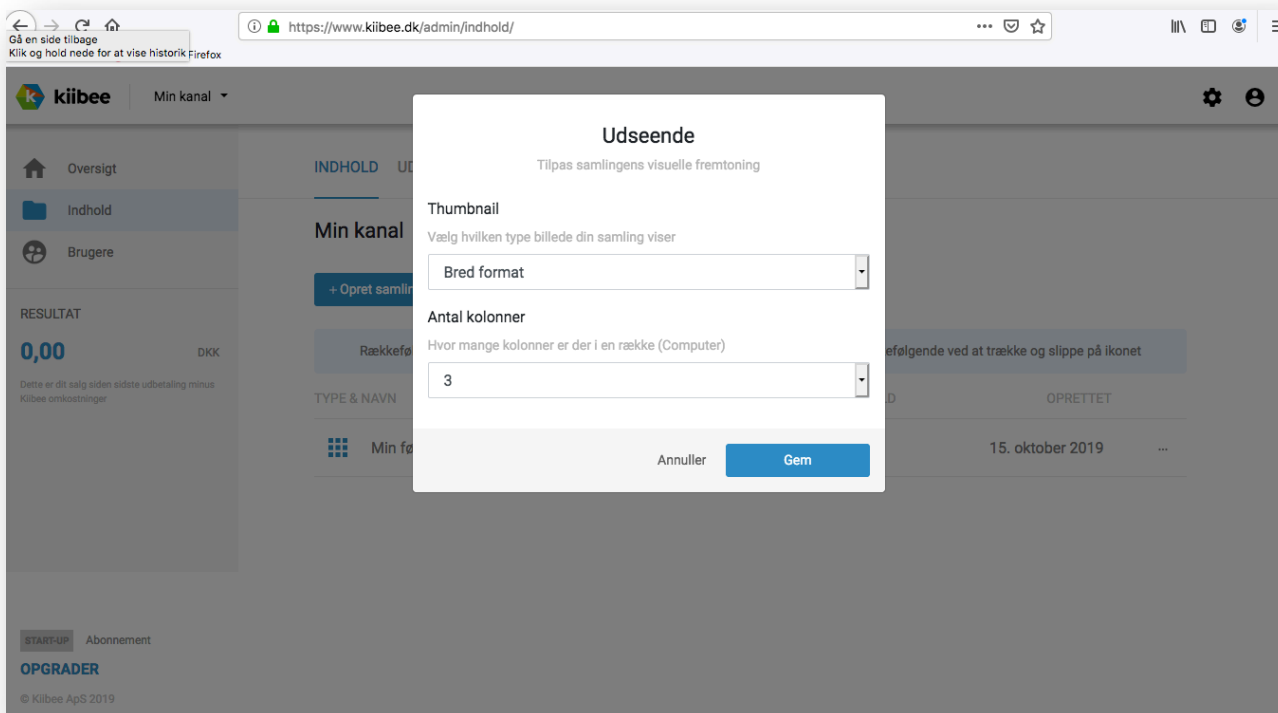 https://www.kiibee.dk/admin/indhold/
Gå en side tilbage
Klik og hold nede for at vise historik
Firefox
kiibee
Min kanal
Oversigt
Indhold
Brugere
RESULTAT
0,00 DKK
Dette er dit salg siden sidste udbetaling minus
Kiibee omkostninger
START-UP Abonnement
OPGRADER
© Kiibee ApS 2019
INDHOLD
Min kanal
+ Opret
TYPE & NAVN
OPRETTET
Min
15. oktober 2019
ved at trække og slippe på ikonet
Udseende
Tilpas samlingens visuelle fremtoning
Thumbnail
Vælg hvilken type billede din samling viser
Bred format
Antal kolonner
Hvor mange kolonner er der i en række (Computer)
3
Annuller
Gem